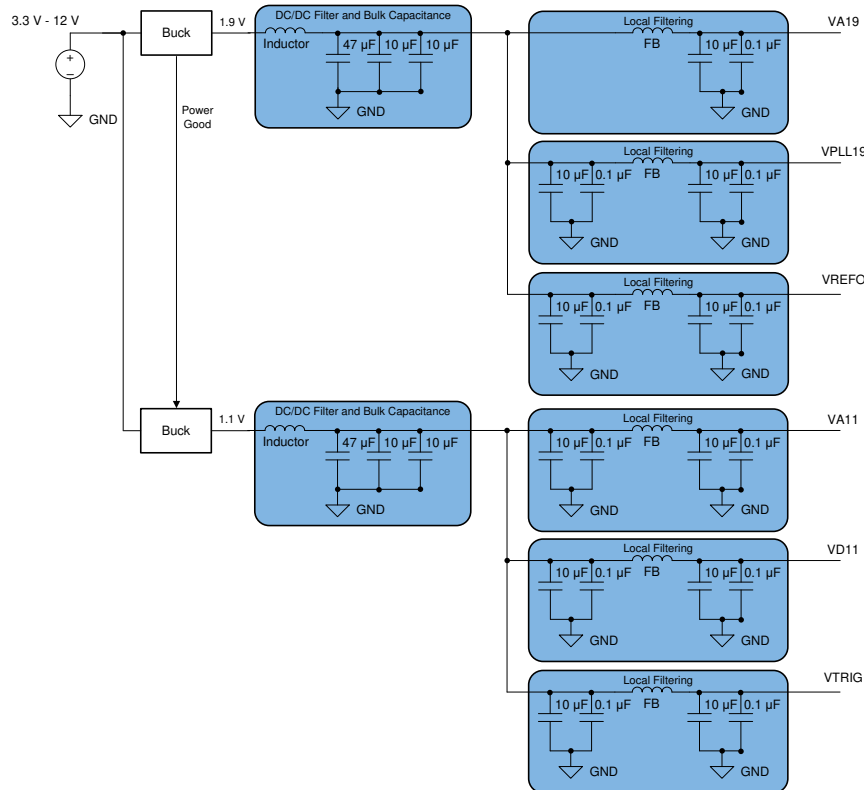 3.3 V - 12 V
Buck
1.9 V
DC/DC Filter and Bulk Capacitance
Inductor
47 µF
10 µF
10 µF
GND
GND
Power
Good
Local Filtering
FB
10 µF
0.1 µF
GND
VA19
Local Filtering
10 µF
0.1 µF
FB
10 µF
0.1 µF
GND
GND
VPLL19
Local Filtering
10 µF
0.1 µF
FB
10 µF
0.1 µF
GND
GND
VREFO
Buck
1.1 V
DC/DC Filter and Bulk Capacitance
Inductor
47 µF
10 µF
10 µF
GND
Local Filtering
10 µF
0.1 µF
FB
10 µF
0.1 µF
GND
GND
VA11
Local Filtering
10 µF
0.1 µF
FB
10 µF
0.1 µF
GND
GND
VD11
Local Filtering
10 µF
0.1 µF
FB
10 µF
0.1 µF
GND
GND
VTRIG